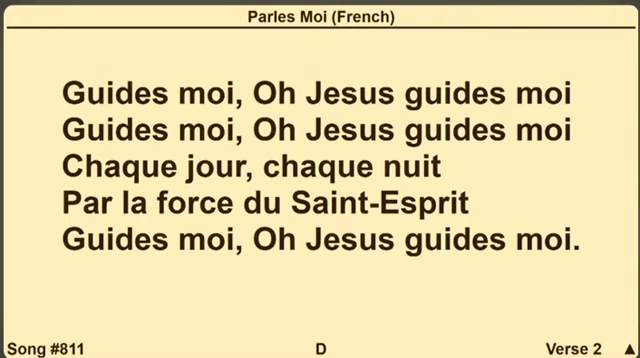 Parles Moi (French)
Guides moi, Oh Jesus guides moi
Guides moi, Oh Jesus guides moi
Chaque jour, chaque nuit
Par la force du Saint-Esprit
Guides moi, Oh Jesus guides moi.
Song #811 D Verse 2 ▲